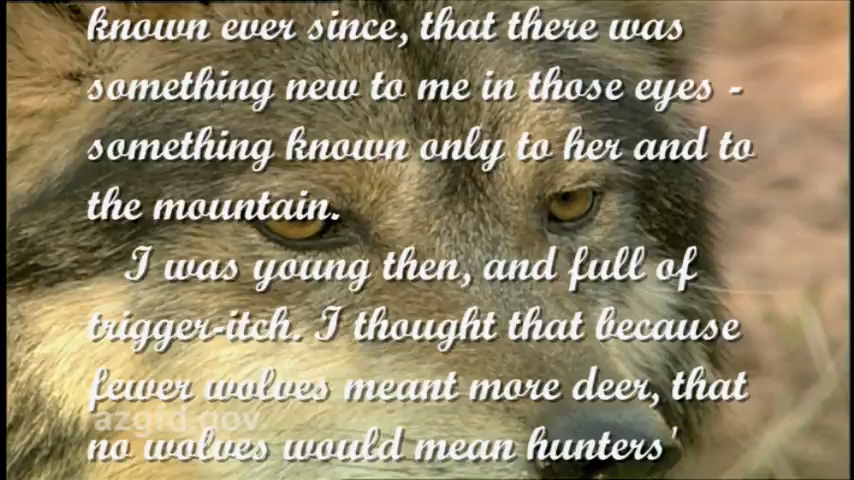 known ever since, that there was
something new to me in those eyes -
something known only to her and to
the mountain.
I was young then, and full of
trigger-itch. I thought that because
fewer wolves meant more deer, that
azgfd.gov
no wolves would mean hunters'